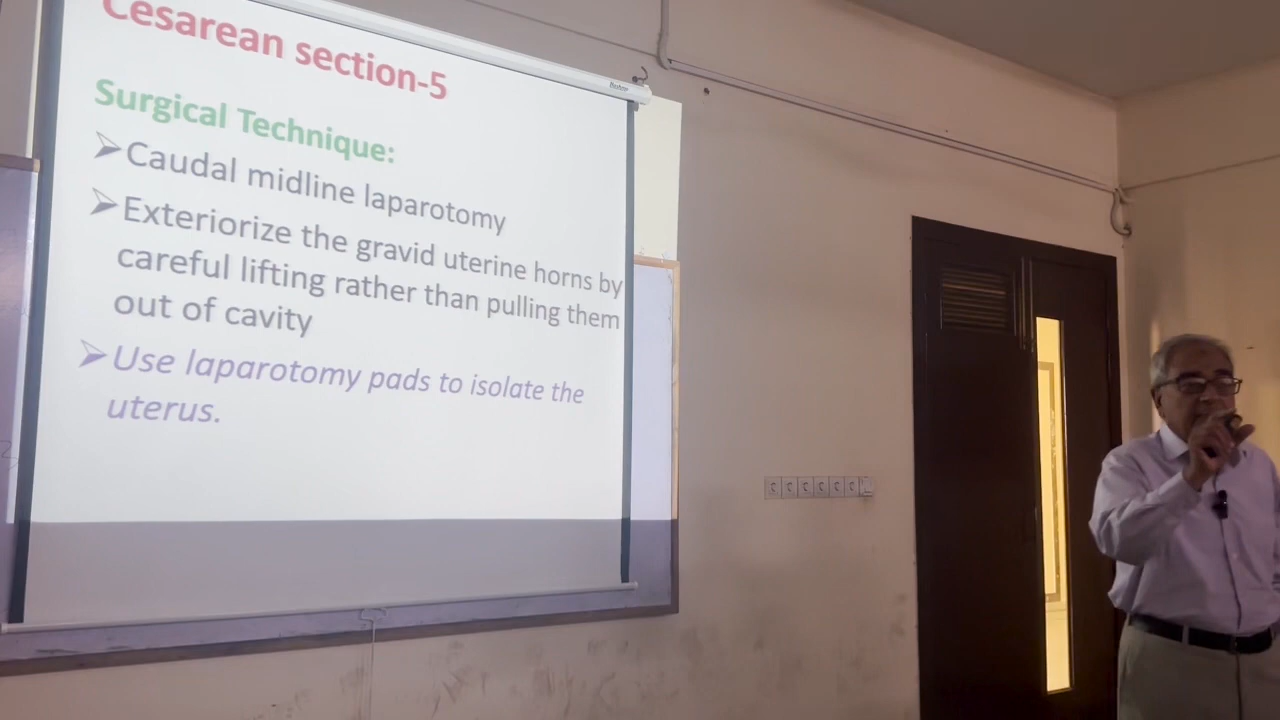 Cesarean section-5
Surgical Technique:
➢Caudal midline laparotomy
➢Exteriorize the gravid uterine horns by
careful lifting rather than pulling them
out of cavity
➢Use laparotomy pads to isolate the
uterus.